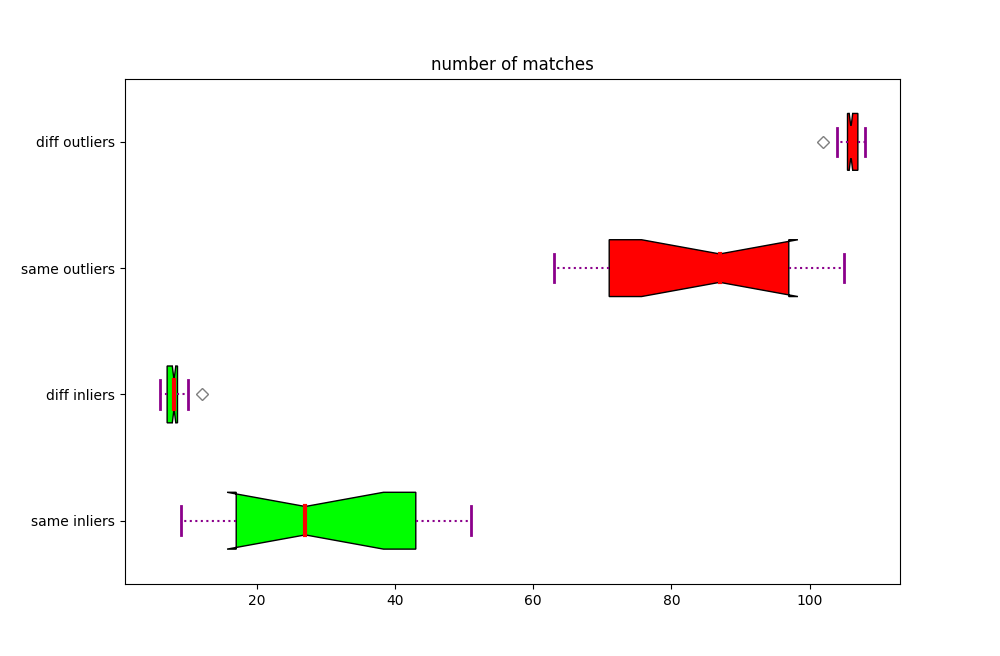 number of matches
diff outliers
same outliers
diff inliers
same inliers
20 40 60 80 100